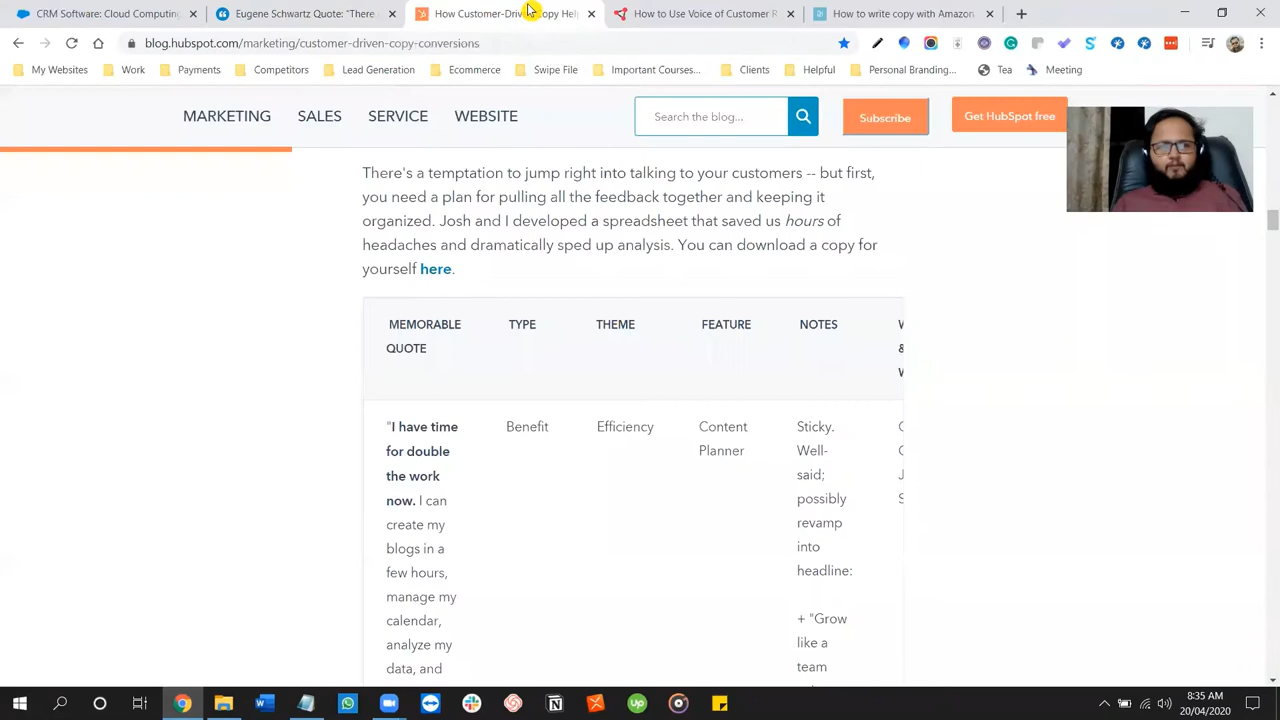 CRM Software: Cloud Computing
Eugene Schwartz Quote: "There
How Customer-Driven Copy Help
How to Use Voice of Customer R
How to write copy with Amazon
blog.hubspot.com/marketing/customer-driven-copy-conversions
My Websites
Work
Payments
Competitors
Lead Generation
Ecommerce
Swipe File
Important Courses...
Clients
Helpful
Personal Branding...
Tea
Meeting
MARKETING SALES SERVICE WEBSITE
Search the blog...
Subscribe
Get HubSpot free
There's a temptation to jump right into talking to your customers -- but first,
you need a plan for pulling all the feedback together and keeping it
organized. Josh and I developed a spreadsheet that saved us hours of
headaches and dramatically sped up analysis. You can download a copy for
yourself here.
MEMORABLE
QUOTE
TYPE
THEME
FEATURE
NOTES
"I have time
for double
the work
now. I can
create my
blogs in a
few hours,
manage my
calendar,
analyze my
data, and
Benefit
Efficiency
Content
Planner
Sticky.
Well-
said;
possibly
revamp
into
headline:
+ "Grow
like a
team
8:35 AM
20/04/2020